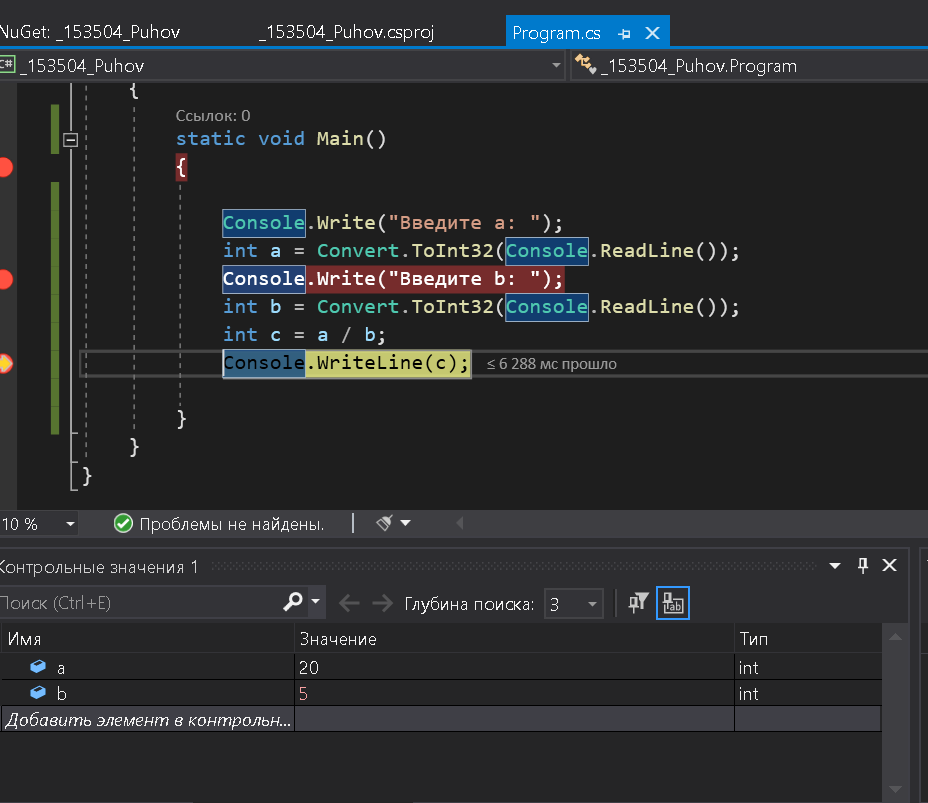 NuGet: _153504_Puhov _153504_Puhov.csproj Program.cs
C# _153504_Puhov _153504_Puhov.Program
{
Ссылок: 0
static void Main()
{
Console.Write("Введите a: ");
int a = Convert.ToInt32(Console.ReadLine());
Console.Write("Введите b: ");
int b = Convert.ToInt32(Console.ReadLine());
int c = a / b;
Console.WriteLine(c); ≤ 6 288 мс прошло
}
}
}
10 % Проблемы не найдены.
Контрольные значения 1
Поиск (Ctrl+E) Глубина поиска: 3
Имя Значение Тип
a 20 int
b 5 int
Добавить элемент в контрольн...